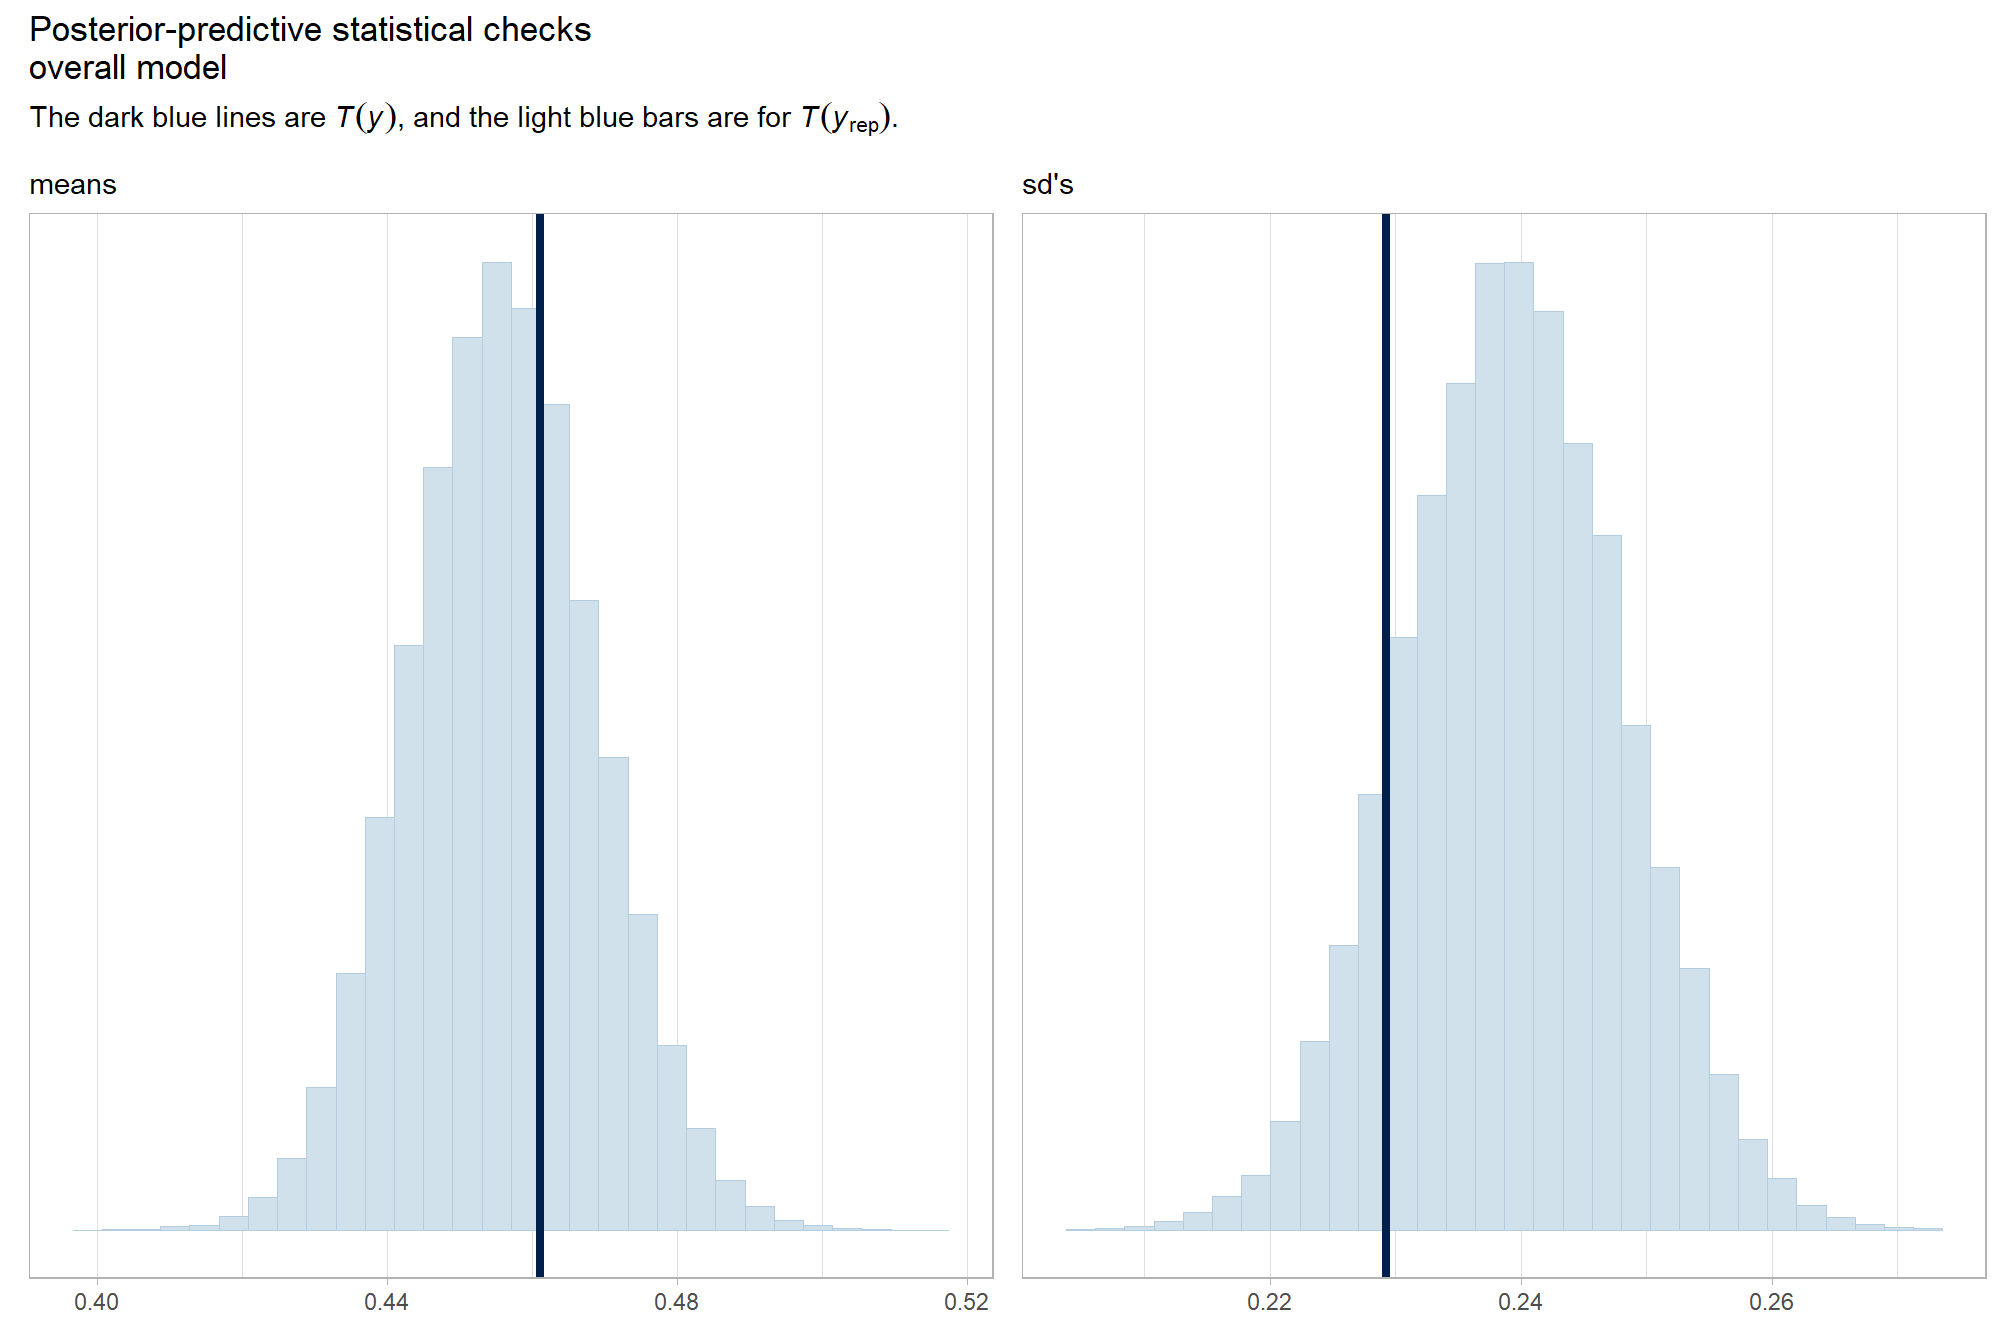 Posterior-predictive statistical checks
overall model
The dark blue lines are T(y), and the light blue bars are for T(yrep).
means
sd's
0.40 0.44 0.48 0.52
0.22 0.24 0.26